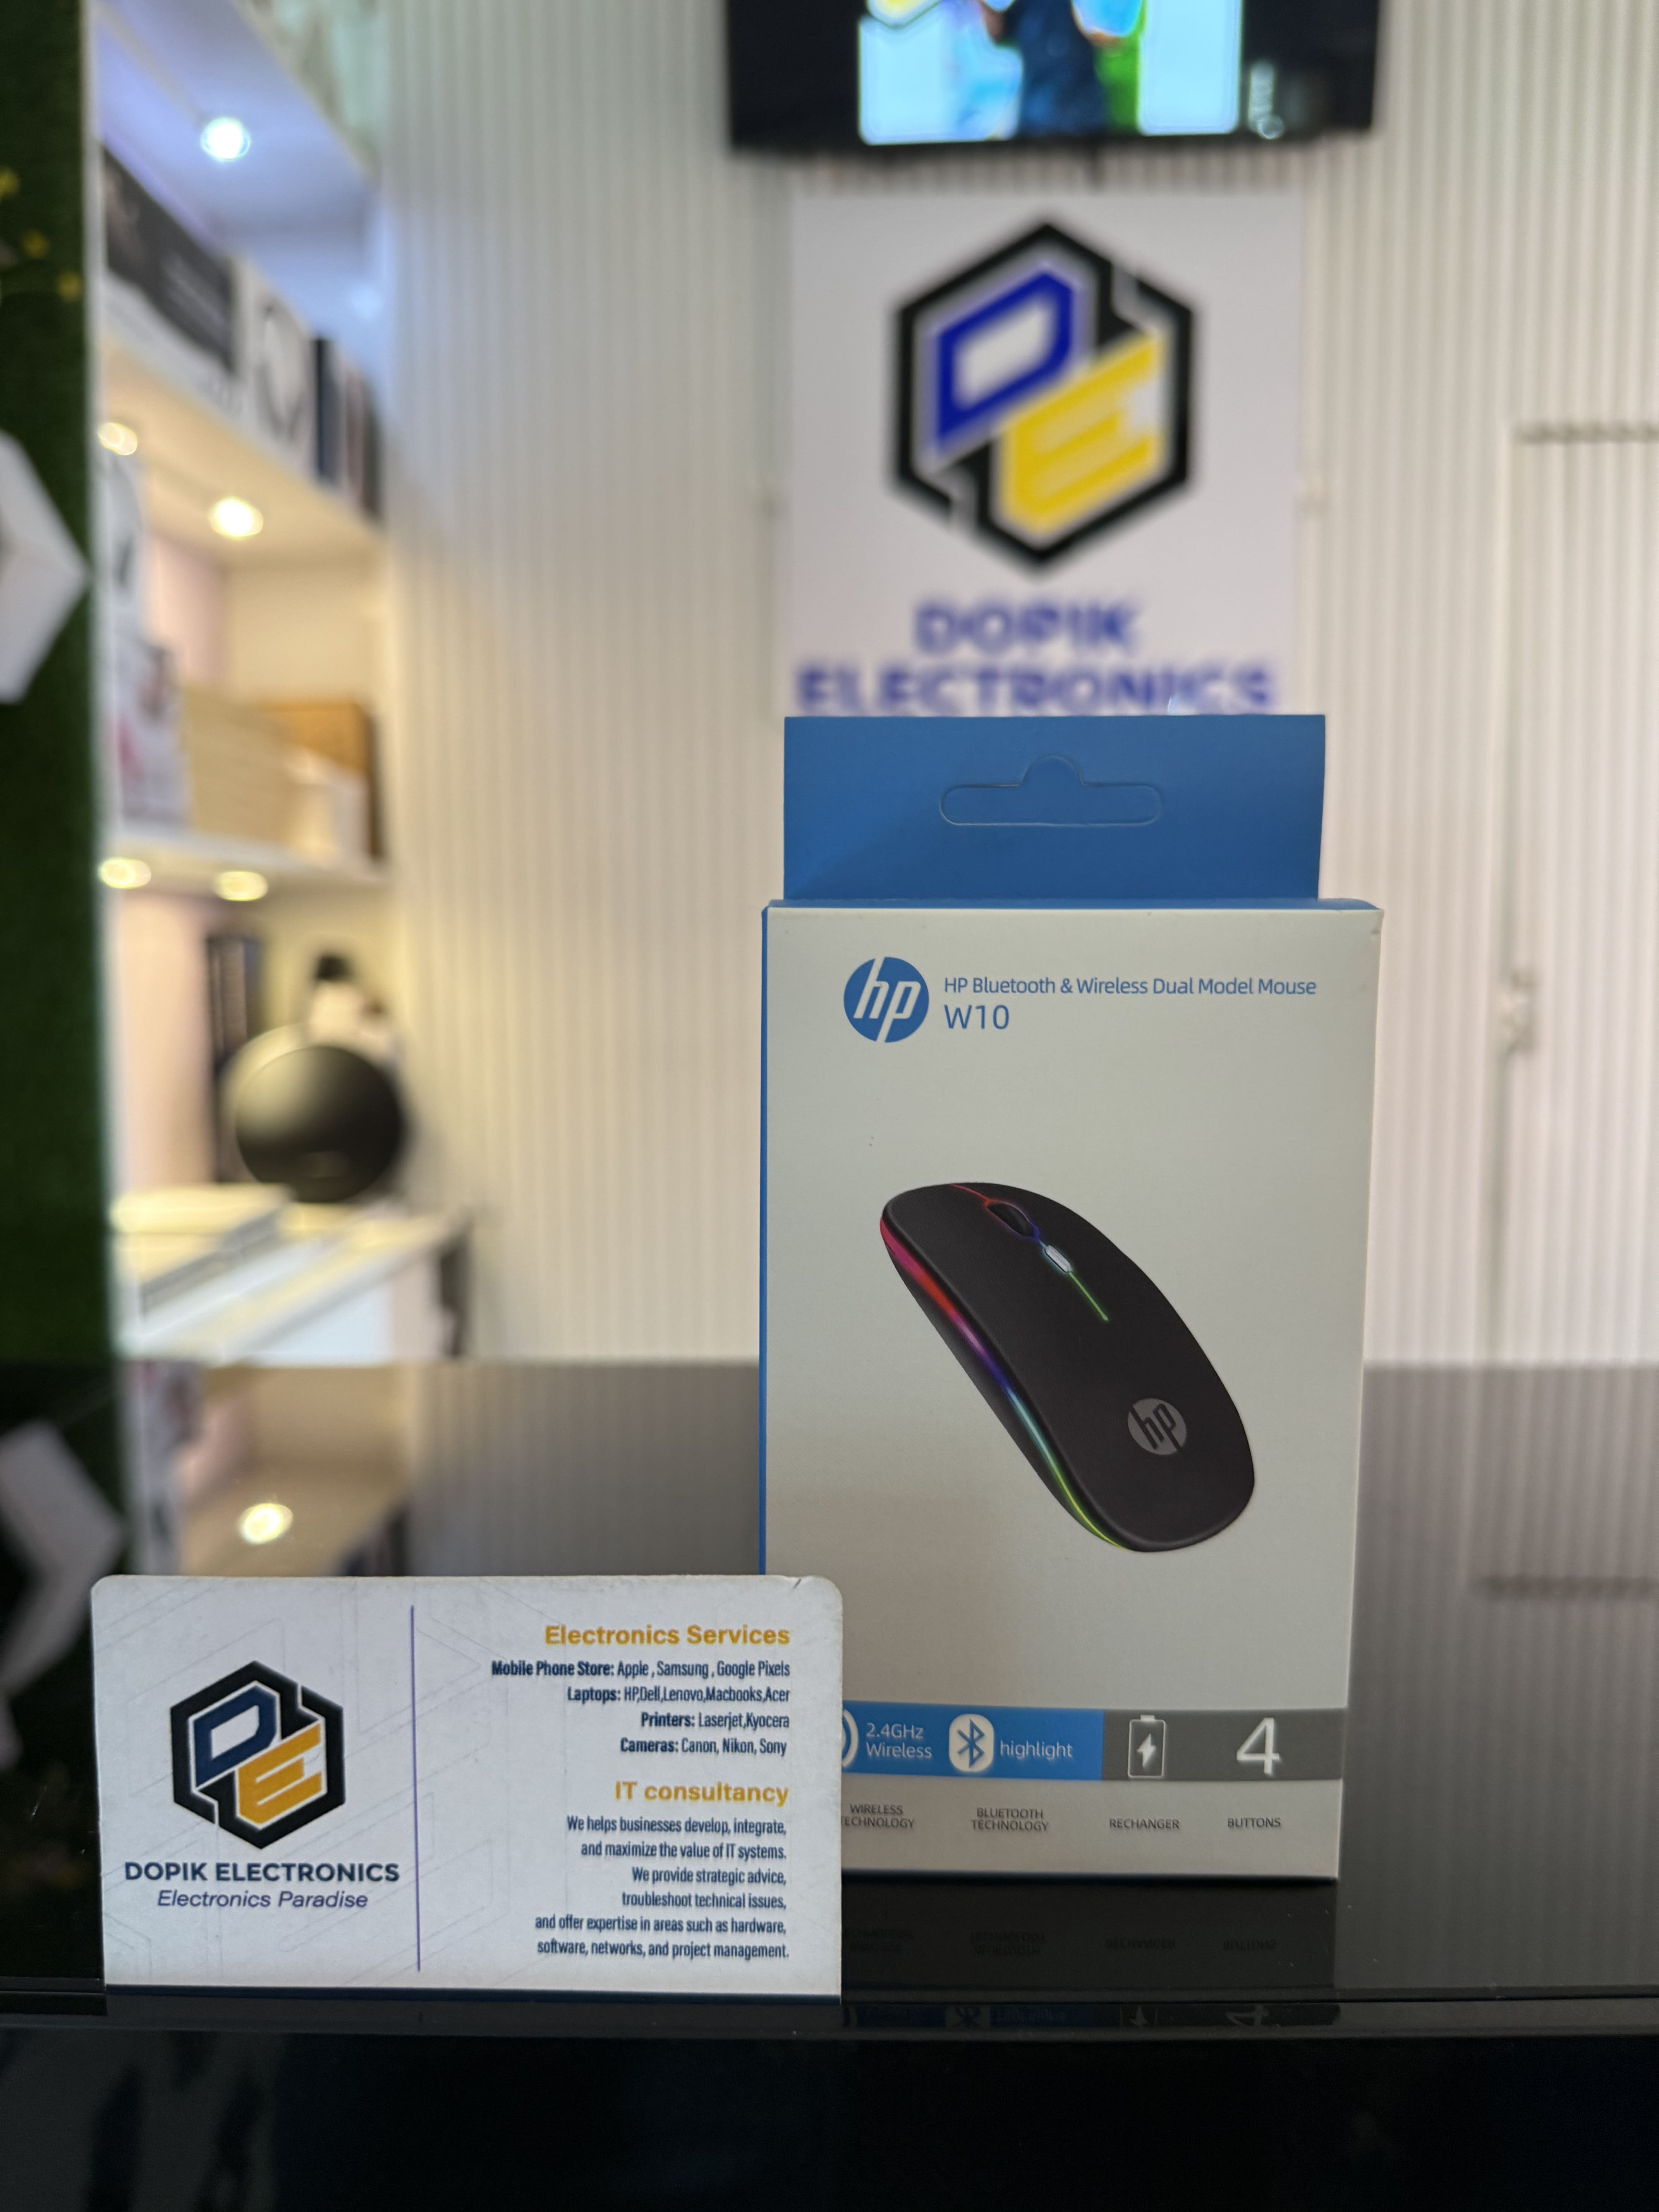 DE
DOPIK
ELECTRONICS
hp
HP Bluetooth & Wireless Dual Model Mouse
W10
hp
2.4GHz
Wireless
highlight
4
WIRELESS
TECHNOLOGY
BLUETOOTH
TECHNOLOGY
RECHANGER
BUTTONS
DE
DOPIK ELECTRONICS
Electronics Paradise
Electronics Services
Mobile Phone Store: Apple , Samsung , Google Pixels
Laptops: HP,Dell,Lenovo,Macbooks,Acer
Printers: Laserjet,Kyocera
Cameras: Canon, Nikon, Sony
IT consultancy
We helps businesses develop, integrate,
and maximize the value of IT systems.
We provide strategic advice,
troubleshoot technical issues,
and offer expertise in areas such as hardware,
software, networks, and project management.